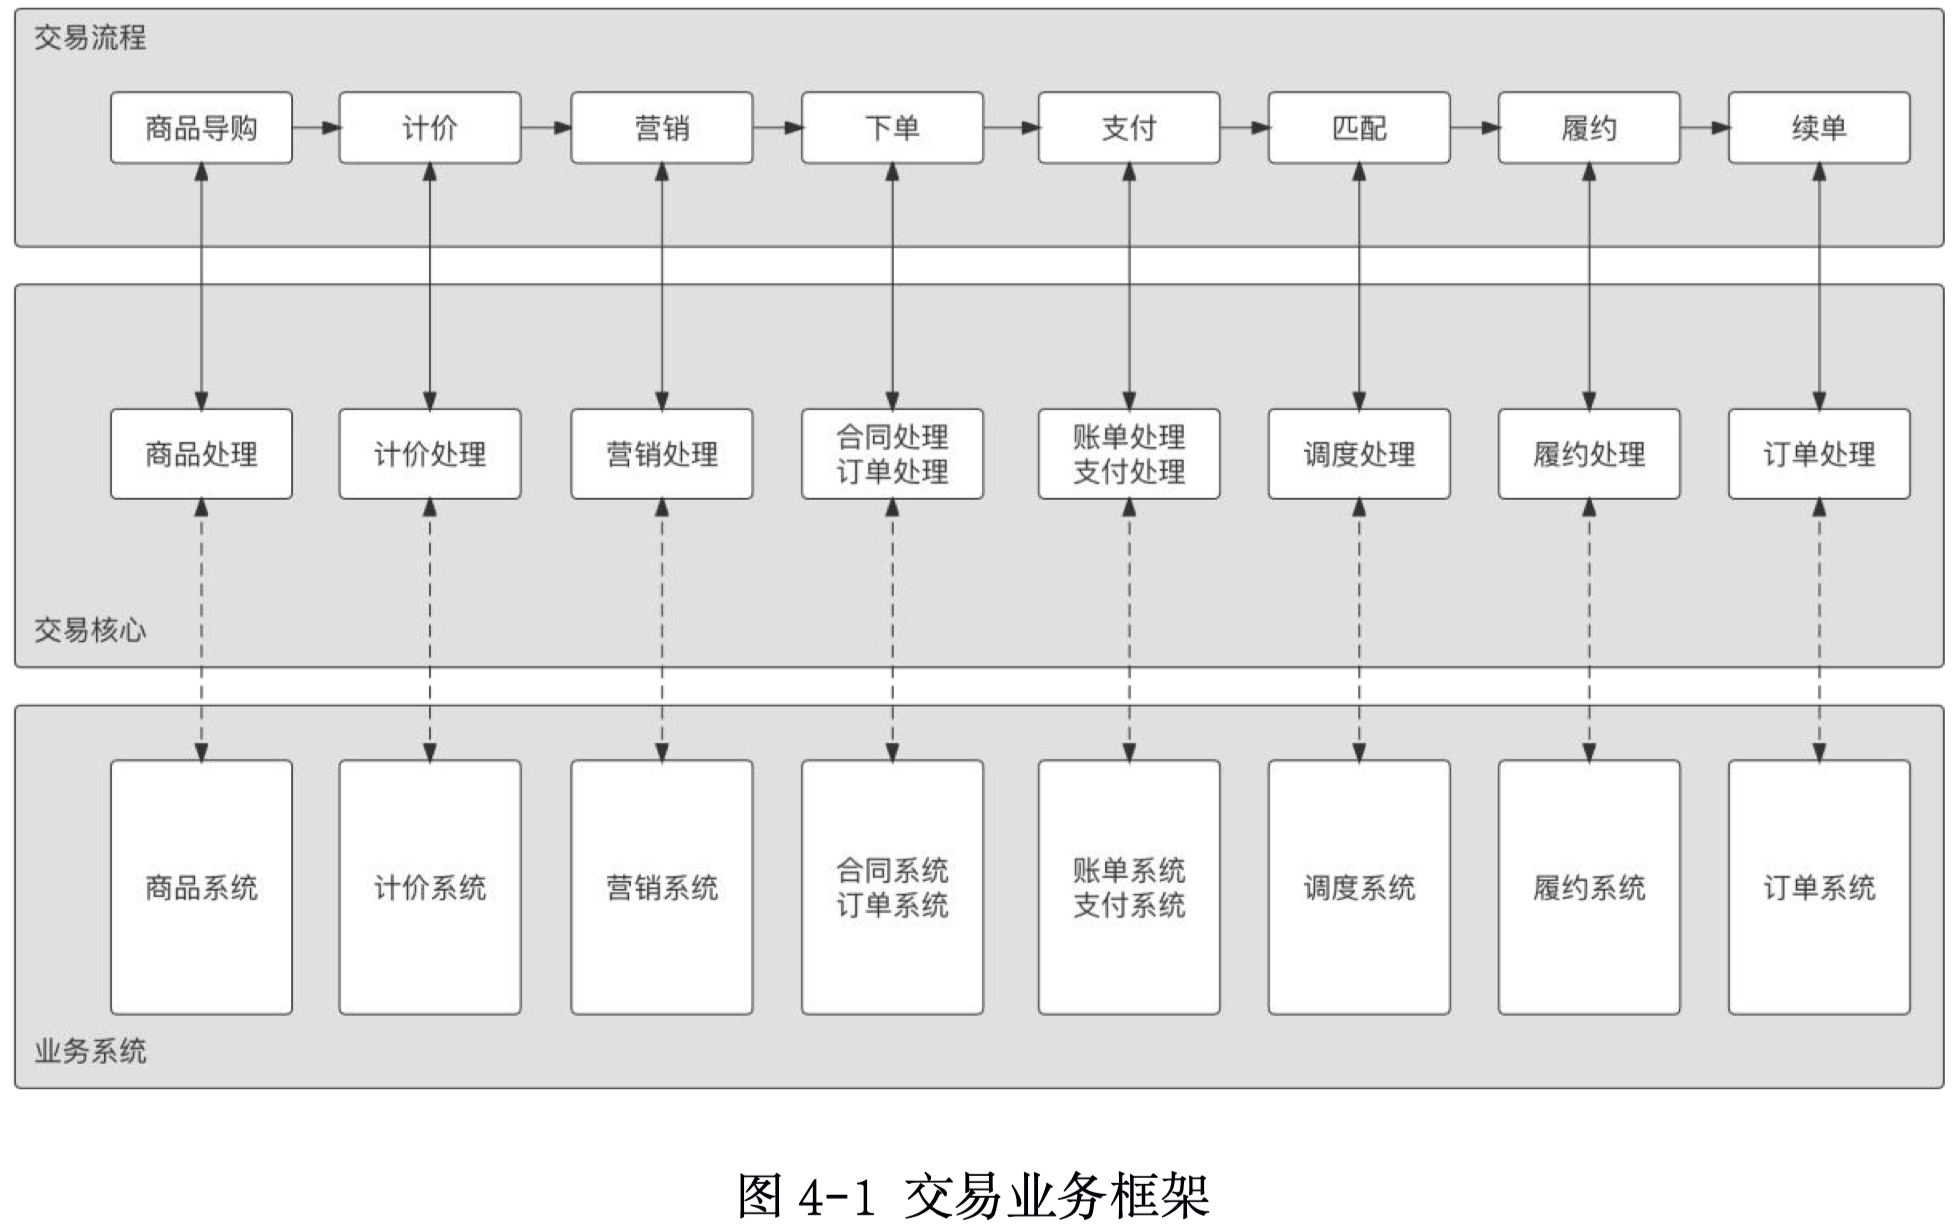 交易流程
商品导购
计价
营销
下单
支付
匹配
履约
续单
商品处理
计价处理
营销处理
合同处理
订单处理
账单处理
支付处理
调度处理
履约处理
订单处理
交易核心
商品系统
计价系统
营销系统
合同系统
订单系统
账单系统
支付系统
调度系统
履约系统
订单系统
业务系统
图 4-1 交易业务框架